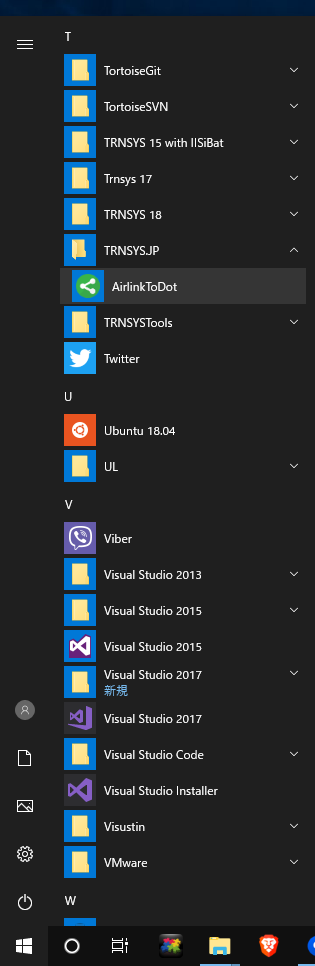 T
TortoiseGit
TortoiseSVN
TRNSYS 15 with IISiBat
Trnsys 17
TRNSYS 18
TRNSYS.JP
AirlinkToDot
TRNSYSTools
Twitter
U
Ubuntu 18.04
UL
V
Viber
Visual Studio 2013
Visual Studio 2015
Visual Studio 2015
Visual Studio 2017
新規
Visual Studio 2017
Visual Studio Code
Visual Studio Installer
Visustin
VMware
W